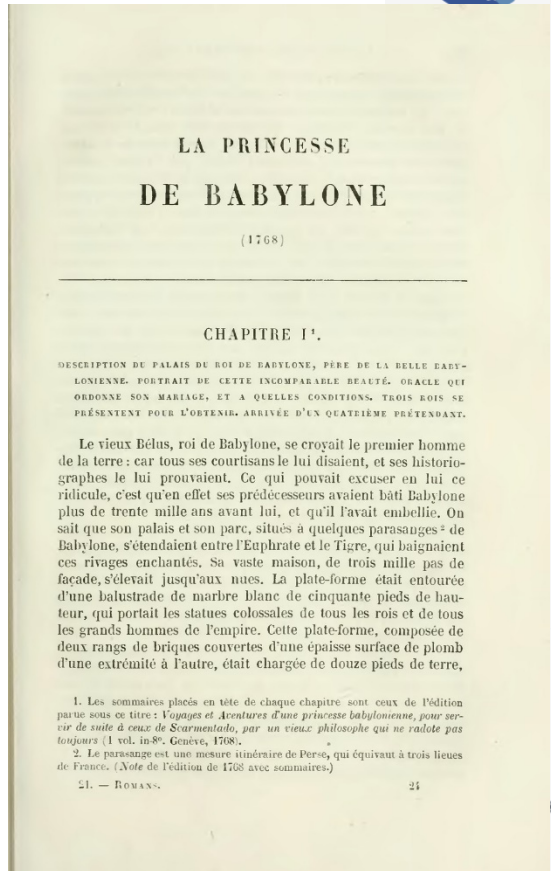 LA PRINCESSE
DE BABYLONE
(1768)
CHAPITRE I¹.
DESCRIPTION DU PALAIS DU ROI DE BABYLONE, PÈRE DE LA BELLE BABY-
LONIENNE. PORTRAIT DE CETTE INCOMPARABLE BEAUTÉ. ORACLE QUI
ORDONNE SON MARIAGE, ET A QUELLES CONDITIONS. TROIS ROIS SE
PRÉSENTENT POUR L'OBTENIR. ARRIVÉE D'UN QUATRIÈME PRÉTENDANT.
Le vieux Bélus, roi de Babylone, se croyait le premier homme
de la terre : car tous ses courtisans le lui disaient, et ses historio-
graphes le lui prouvaient. Ce qui pouvait excuser en lui ce
ridicule, c'est qu'en effet ses prédécesseurs avaient bâti Babylone
plus de trente mille ans avant lui, et qu'il l'avait embellie. On
sait que son palais et son parc, situés à quelques parasanges² de
Babylone, s'étendaient entre l'Euphrate et le Tigre, qui baignaient
ces rivages enchantés. Sa vaste maison, de trois mille pas de
façade, s'élevait jusqu'aux nues. La plate-forme était entourée
d'une balustrade de marbre blanc de cinquante pieds de hau-
teur, qui portait les statues colossales de tous les rois et de tous
les grands hommes de l'empire. Cette plate-forme, composée de
deux rangs de briques couvertes d'une épaisse surface de plomb
d'une extrémité à l'autre, était chargée de douze pieds de terre,
1. Les sommaires placés en tête de chaque chapitre sont ceux de l'édition
parue sous ce titre : Voyages et Aventures d'une princesse babylonienne, pour ser-
vir de suite à ceux de Scarmentado, par un vieux philosophe qui ne radote pas
toujours (1 vol. in-8°. Genève, 1768).
2. Le parasange est une mesure itinéraire de Perse, qui équivaut à trois lieues
de France. (Note de l'édition de 1768 avec sommaires.)
21. — ROMANS. 24